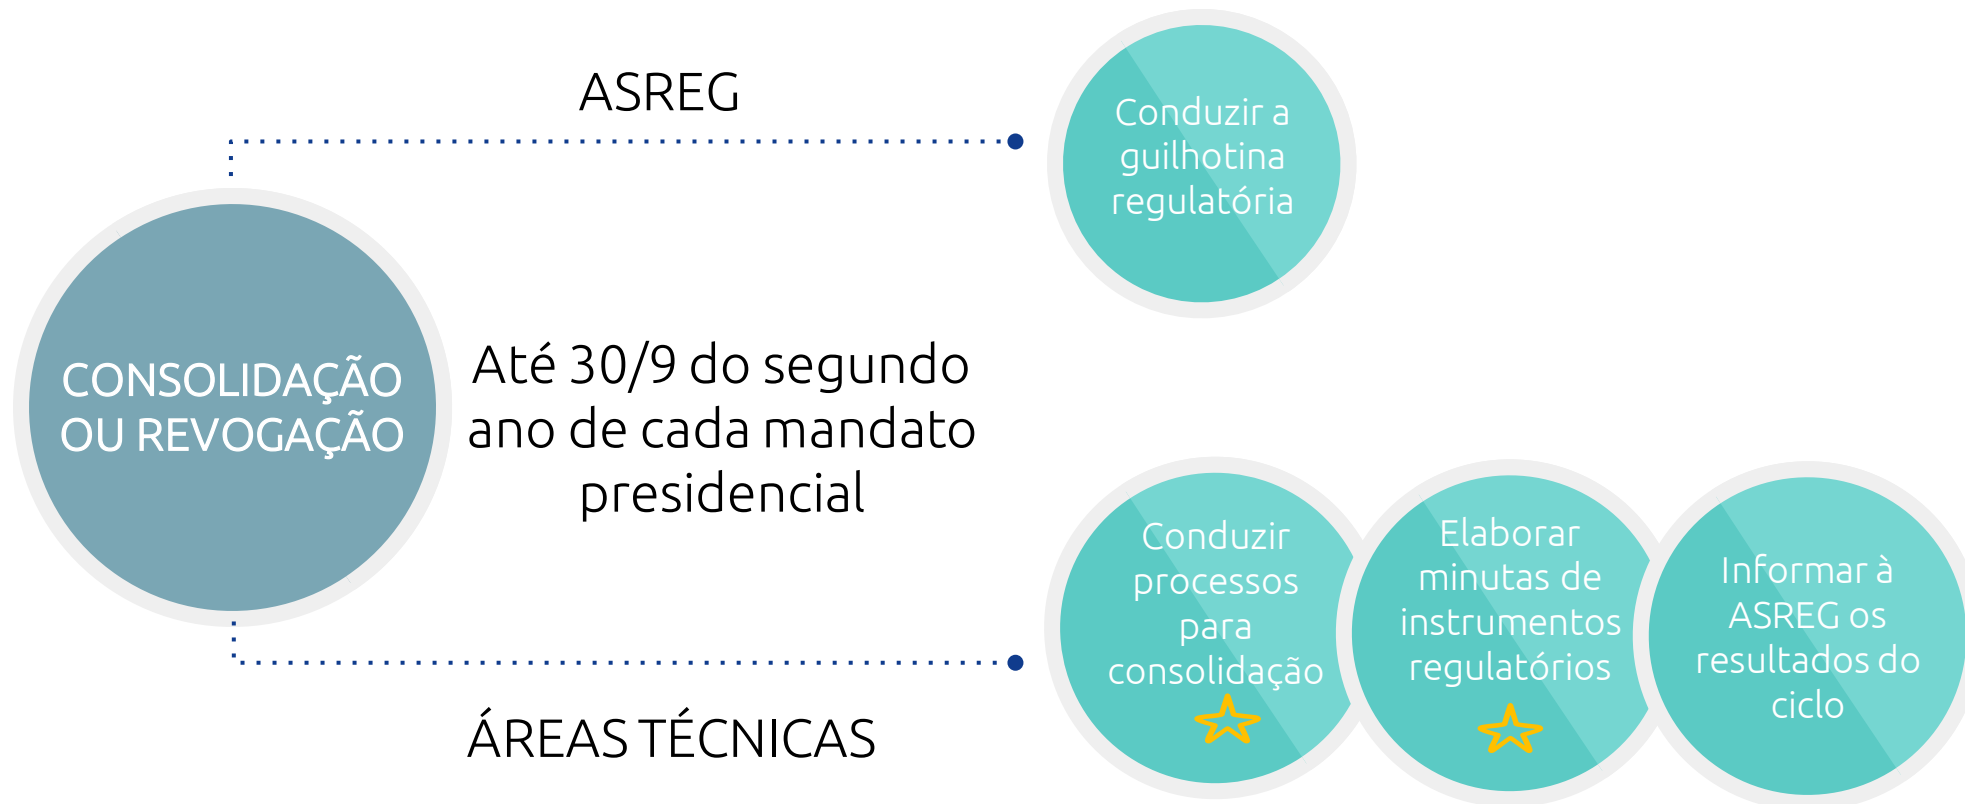 ASREG
Conduzir a
guilhotina
regulatória
CONSOLIDAÇÃO
OU REVOGAÇÃO
Até 30/9 do segundo
ano de cada mandato
presidencial
ÁREAS TÉCNICAS
Conduzir
processos
para
consolidação
Elaborar
minutas de
instrumentos
regulatórios
Informar à
ASREG os
resultados do
ciclo